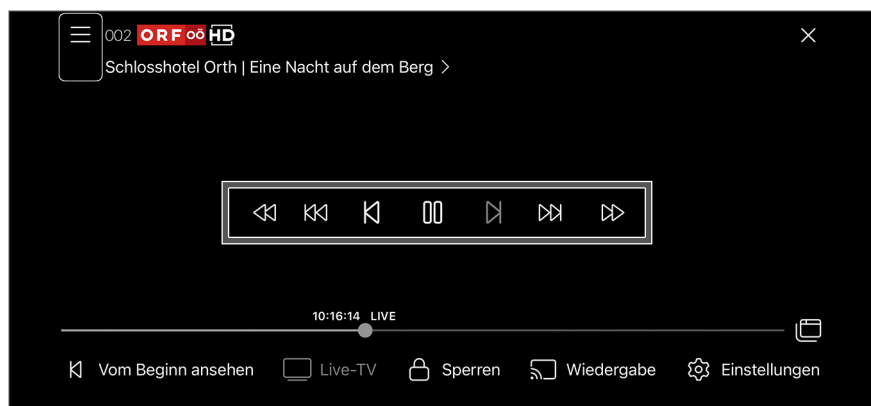 002 ORF oö HD
Schlosshotel Orth | Eine Nacht auf dem Berg
10:16:14 LIVE
Vom Beginn ansehen Live-TV Sperren Wiedergabe Einstellungen